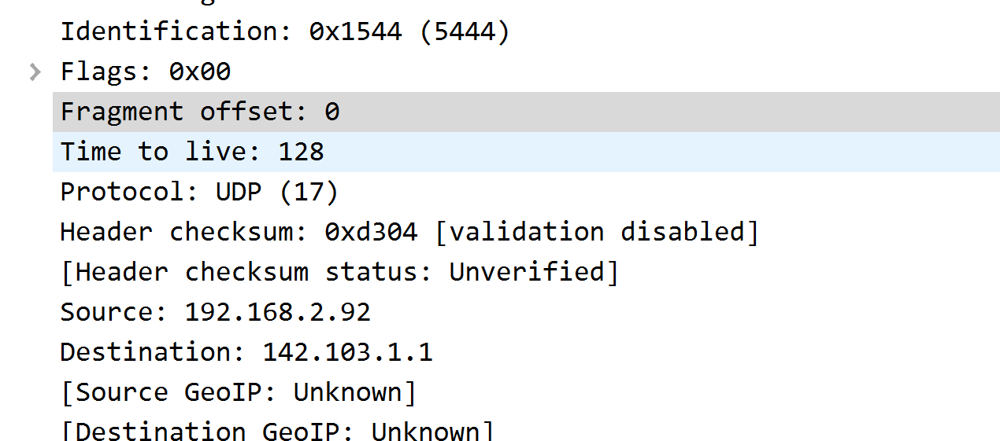 Identification: 0x1544 (5444)
Flags: 0x00
Fragment offset: 0
Time to live: 128
Protocol: UDP (17)
Header checksum: 0xd304 [validation disabled]
[Header checksum status: Unverified]
Source: 192.168.2.92
Destination: 142.103.1.1
[Source GeoIP: Unknown]
[Destination GeoIP: Unknown]